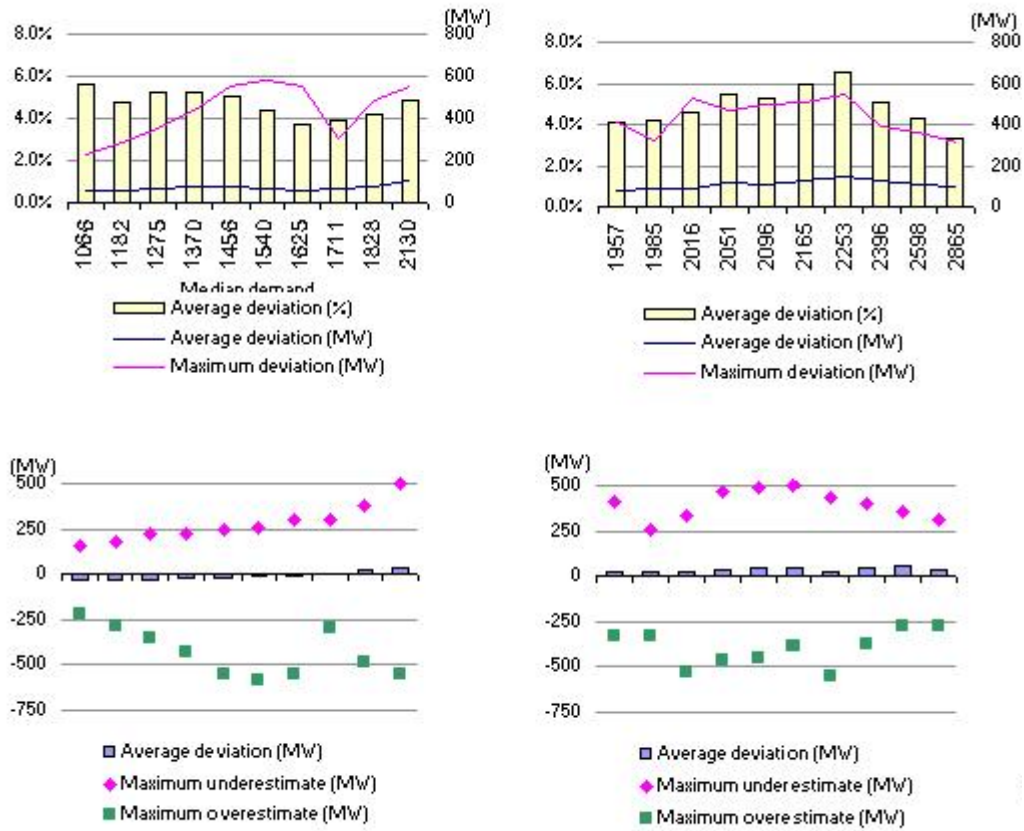 (MW)
8.0% 800
6.0% 600
4.0% 400
2.0% 200
0.0% 0
1066 1182 1275 1370 1456 1540 1625 1711 1828 2130
Median demand
Average deviation (%)
Average deviation (MW)
Maximum deviation (MW)
(MW)
8.0% 800
6.0% 600
4.0% 400
2.0% 200
0.0% 0
1957 1985 2016 2051 2096 2165 2253 2396 2598 2865
Average deviation (%)
Average deviation (MW)
Maximum deviation (MW)
(MW)
500
250
0
-250
-500
-750
Average deviation (MW)
Maximum underestimate (MW)
Maximum overestimate (MW)
(MW)
500
250
0
-250
-500
-750
Average deviation (MW)
Maximum underestimate (MW)
Maximum overestimate (MW)